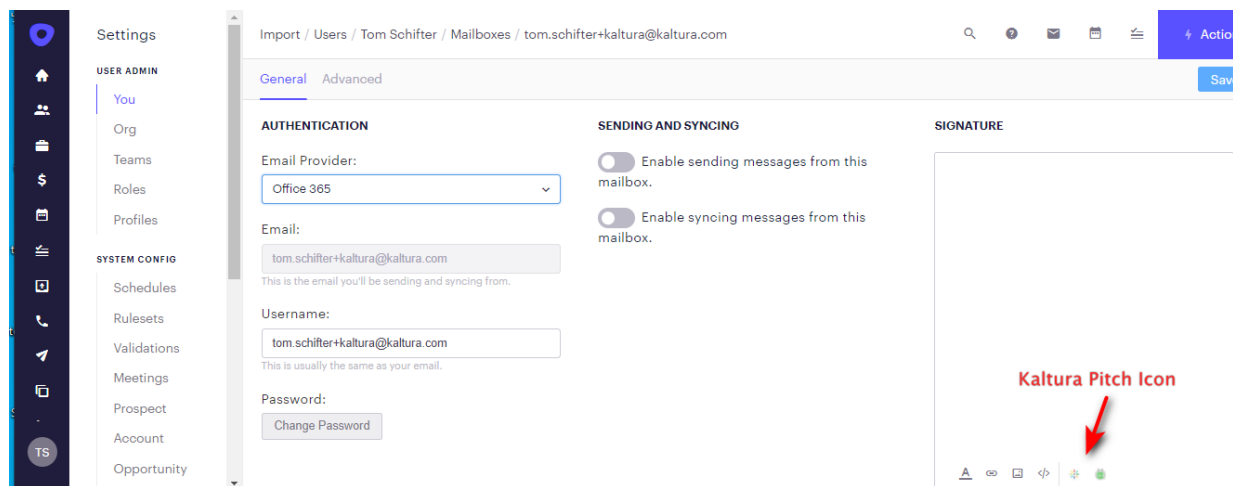 Settings
USER ADMIN
You
Org
Teams
Roles
Profiles
SYSTEM CONFIG
Schedules
Rulesets
Validations
Meetings
Prospect
Account
Opportunity
TS
Import / Users / Tom Schifter / Mailboxes / tom.schifter+kaltura@kaltura.com
Actio
General Advanced
Save
AUTHENTICATION
Email Provider:
Office 365
Email:
tom.schifter+kaltura@kaltura.com
This is the email you'll be sending and syncing from.
Username:
tom.schifter+kaltura@kaltura.com
This is usually the same as your email.
Password:
Change Password
SENDING AND SYNCING
Enable sending messages from this
mailbox.
Enable syncing messages from this
mailbox.
SIGNATURE
Kaltura Pitch Icon
A